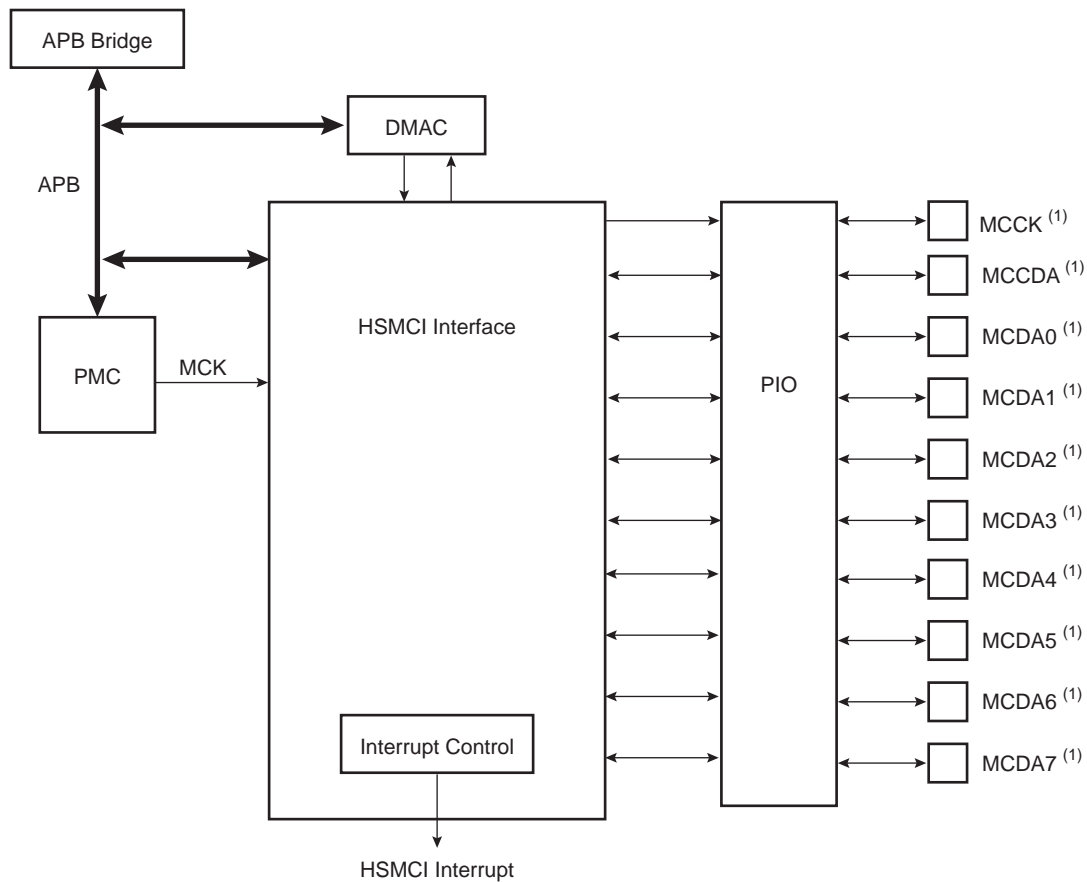 APB Bridge
DMAC
APB
MCCK (1)
MCCDA (1)
HSMCI Interface
MCDA0 (1)
PMC
MCK
PIO
MCDA1 (1)
MCDA2 (1)
MCDA3 (1)
MCDA4 (1)
MCDA5 (1)
MCDA6 (1)
Interrupt Control
MCDA7 (1)
HSMCI Interrupt